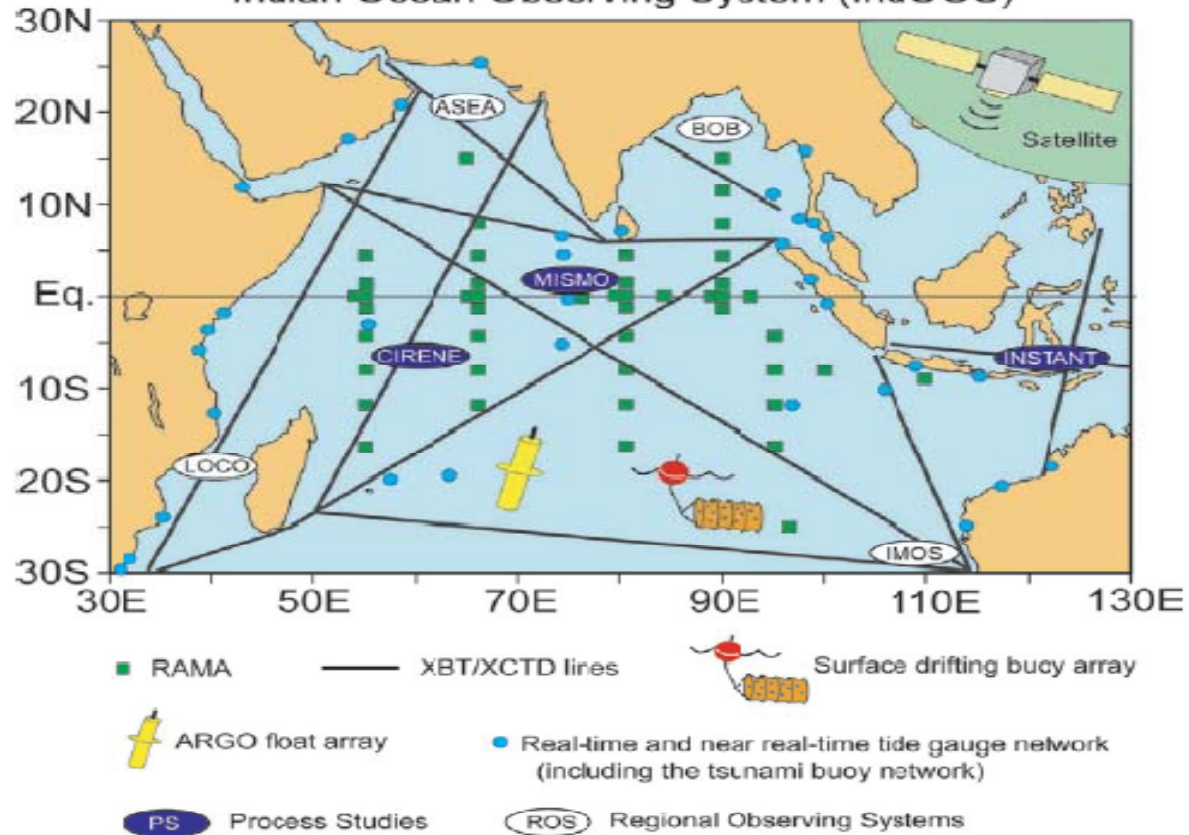 Indian Ocean Observing System (IndOOS)
30N
20N
10N
Eq.
10S
20S
30S
30E
50E
70E
90E
110E
130E
ASEA
BOB
Satellite
MISMO
CIRENE
INSTANT
LOCO
IMOS
RAMA
XBT/XCTD lines
Surface drifting buoy array
ARGO float array
Real-time and near real-time tide gauge network
(including the tsunami buoy network)
PS Process Studies
ROS Regional Observing Systems